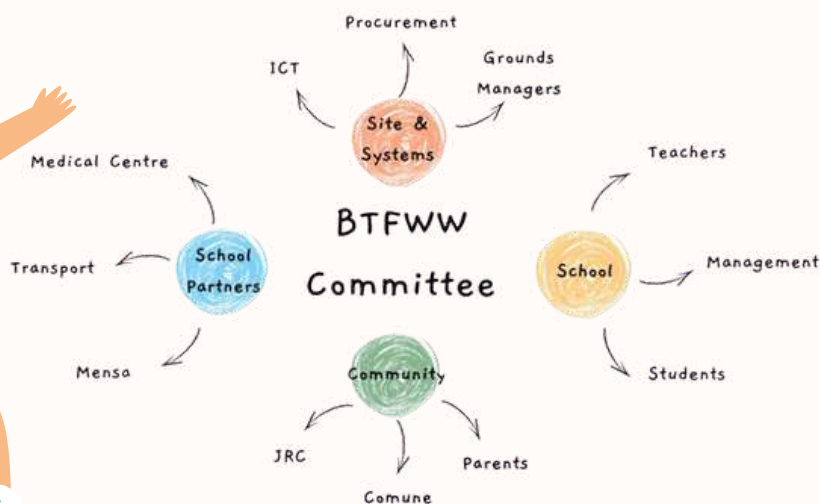 Procurement
ICT
Grounds
Managers
Site &
Systems
Medical Centre
Transport
Mensa
School
Partners
BTFWW
Committee
School
Teachers
Management
Students
Community
JRC
Comune
Parents